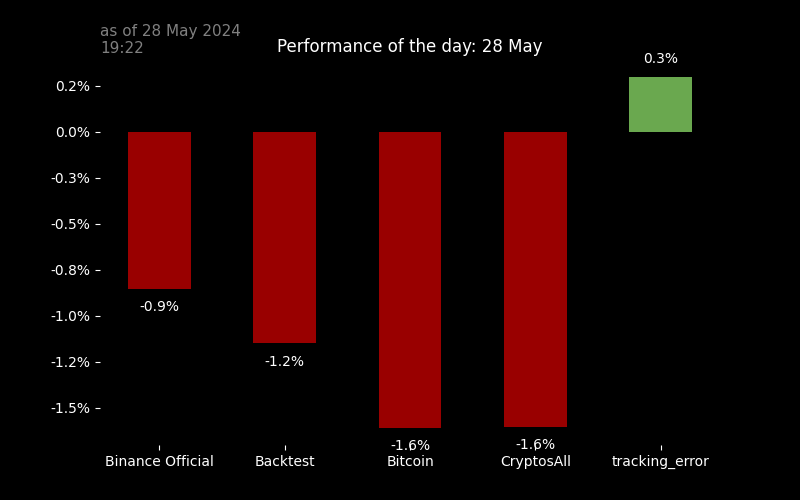 as of 28 May 2024
19:22
Performance of the day: 28 May
0.3%
0.2%
0.0%
-0.3%
-0.5%
-0.8%
-1.0%
-1.2%
-1.5%
-0.9%
-1.2%
-1.6%
-1.6%
Binance Official
Backtest
Bitcoin
CryptosAll
tracking_error